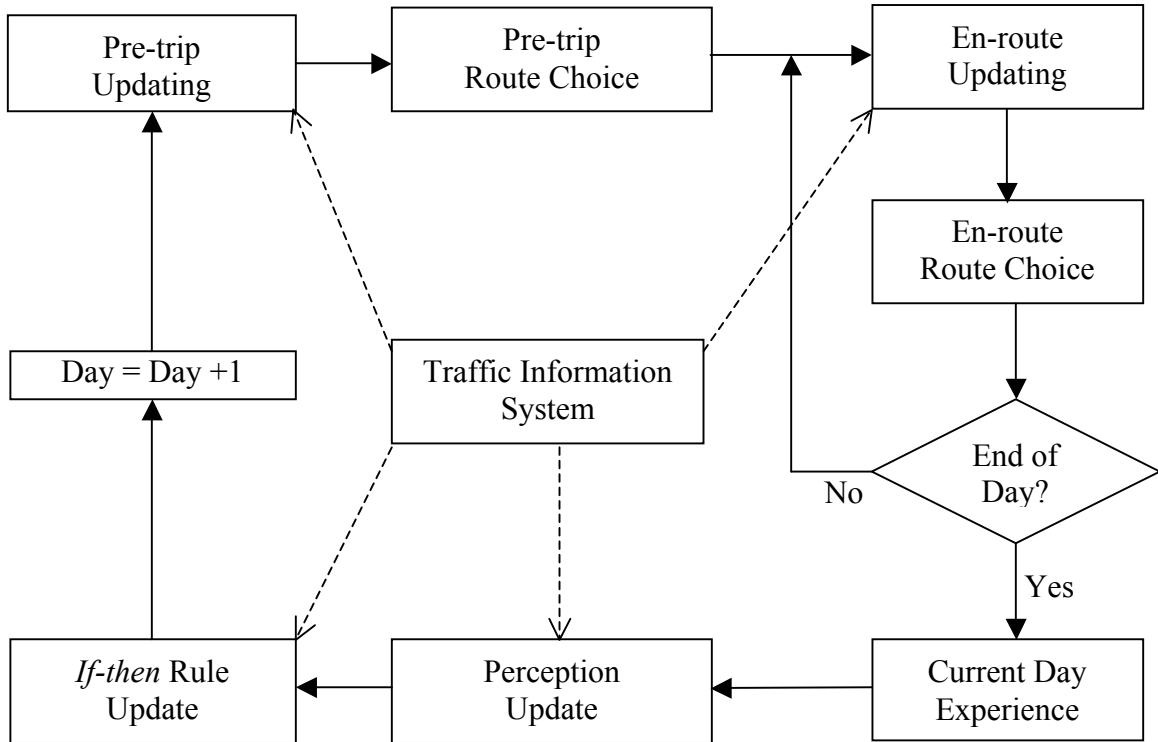 Pre-trip
Updating
Pre-trip
Route Choice
En-route
Updating
En-route
Route Choice
Day = Day +1
Traffic Information
System
End of
Day?
No
Yes
If-then Rule
Update
Perception
Update
Current Day
Experience